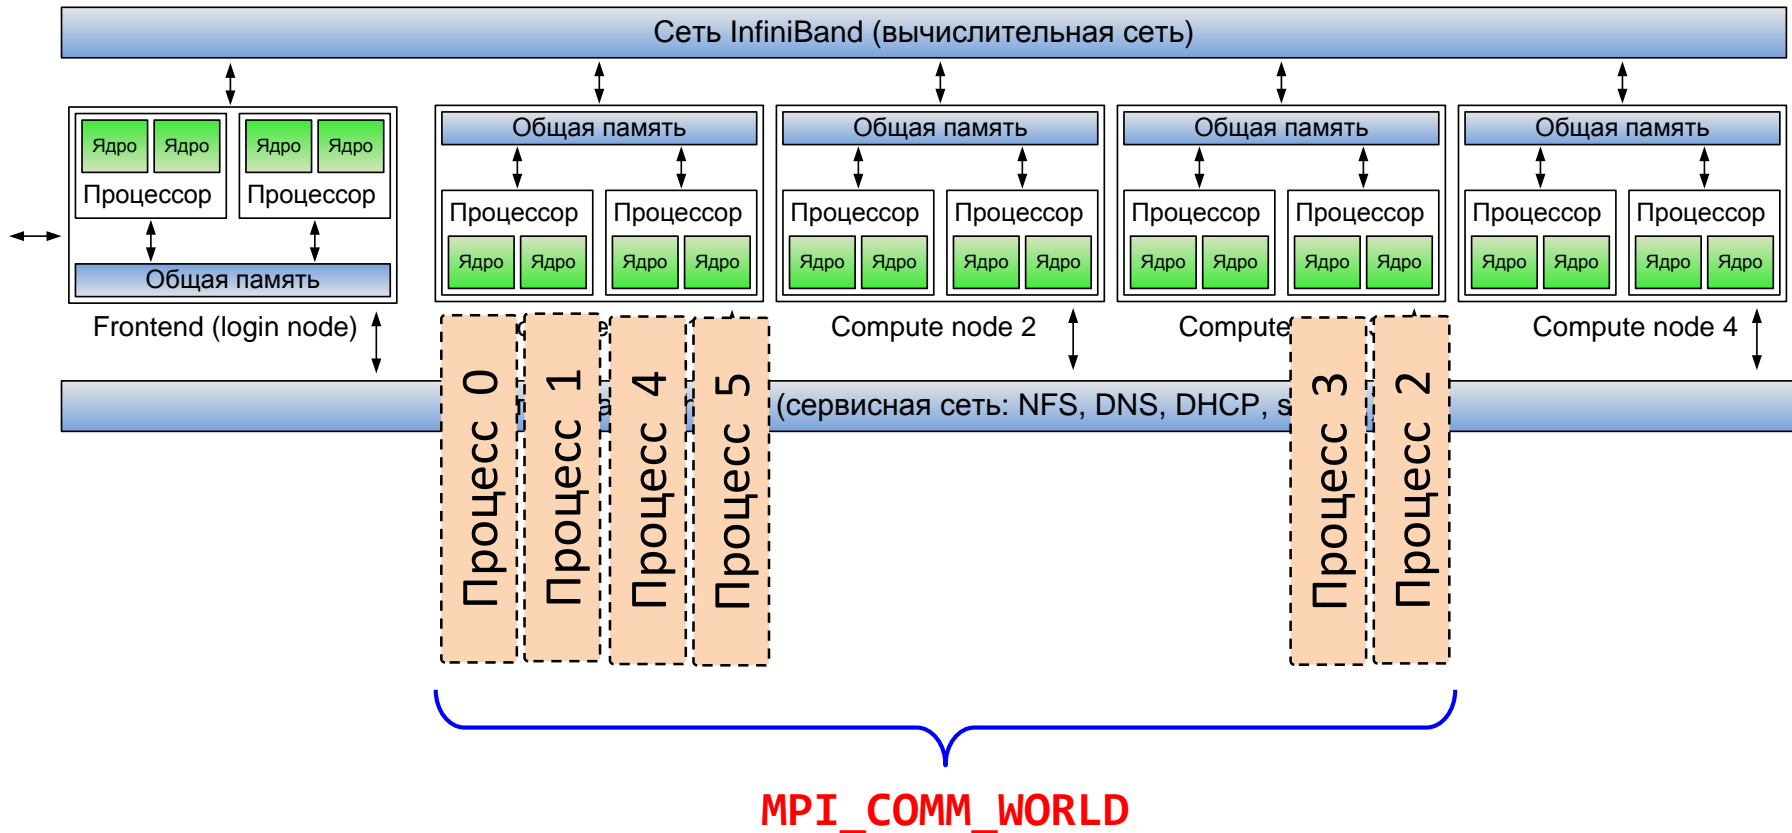 Сеть InfiniBand (вычислительная сеть)
Ядро Ядро Ядро Ядро
Процессор Процессор
Общая память
Frontend (login node)
Общая память
Процессор Процессор
Ядро Ядро Ядро Ядро
Общая память
Процессор Процессор
Ядро Ядро Ядро Ядро
Compute node 2
Общая память
Процессор Процессор
Ядро Ядро Ядро Ядро
Compute
Общая память
Процессор Процессор
Ядро Ядро Ядро Ядро
Compute node 4
(сервисная сеть: NFS, DNS, DHCP, s
Процесс 0
Процесс 1
Процесс 4
Процесс 5
Процесс 3
Процесс 2
MPI_COMM_WORLD